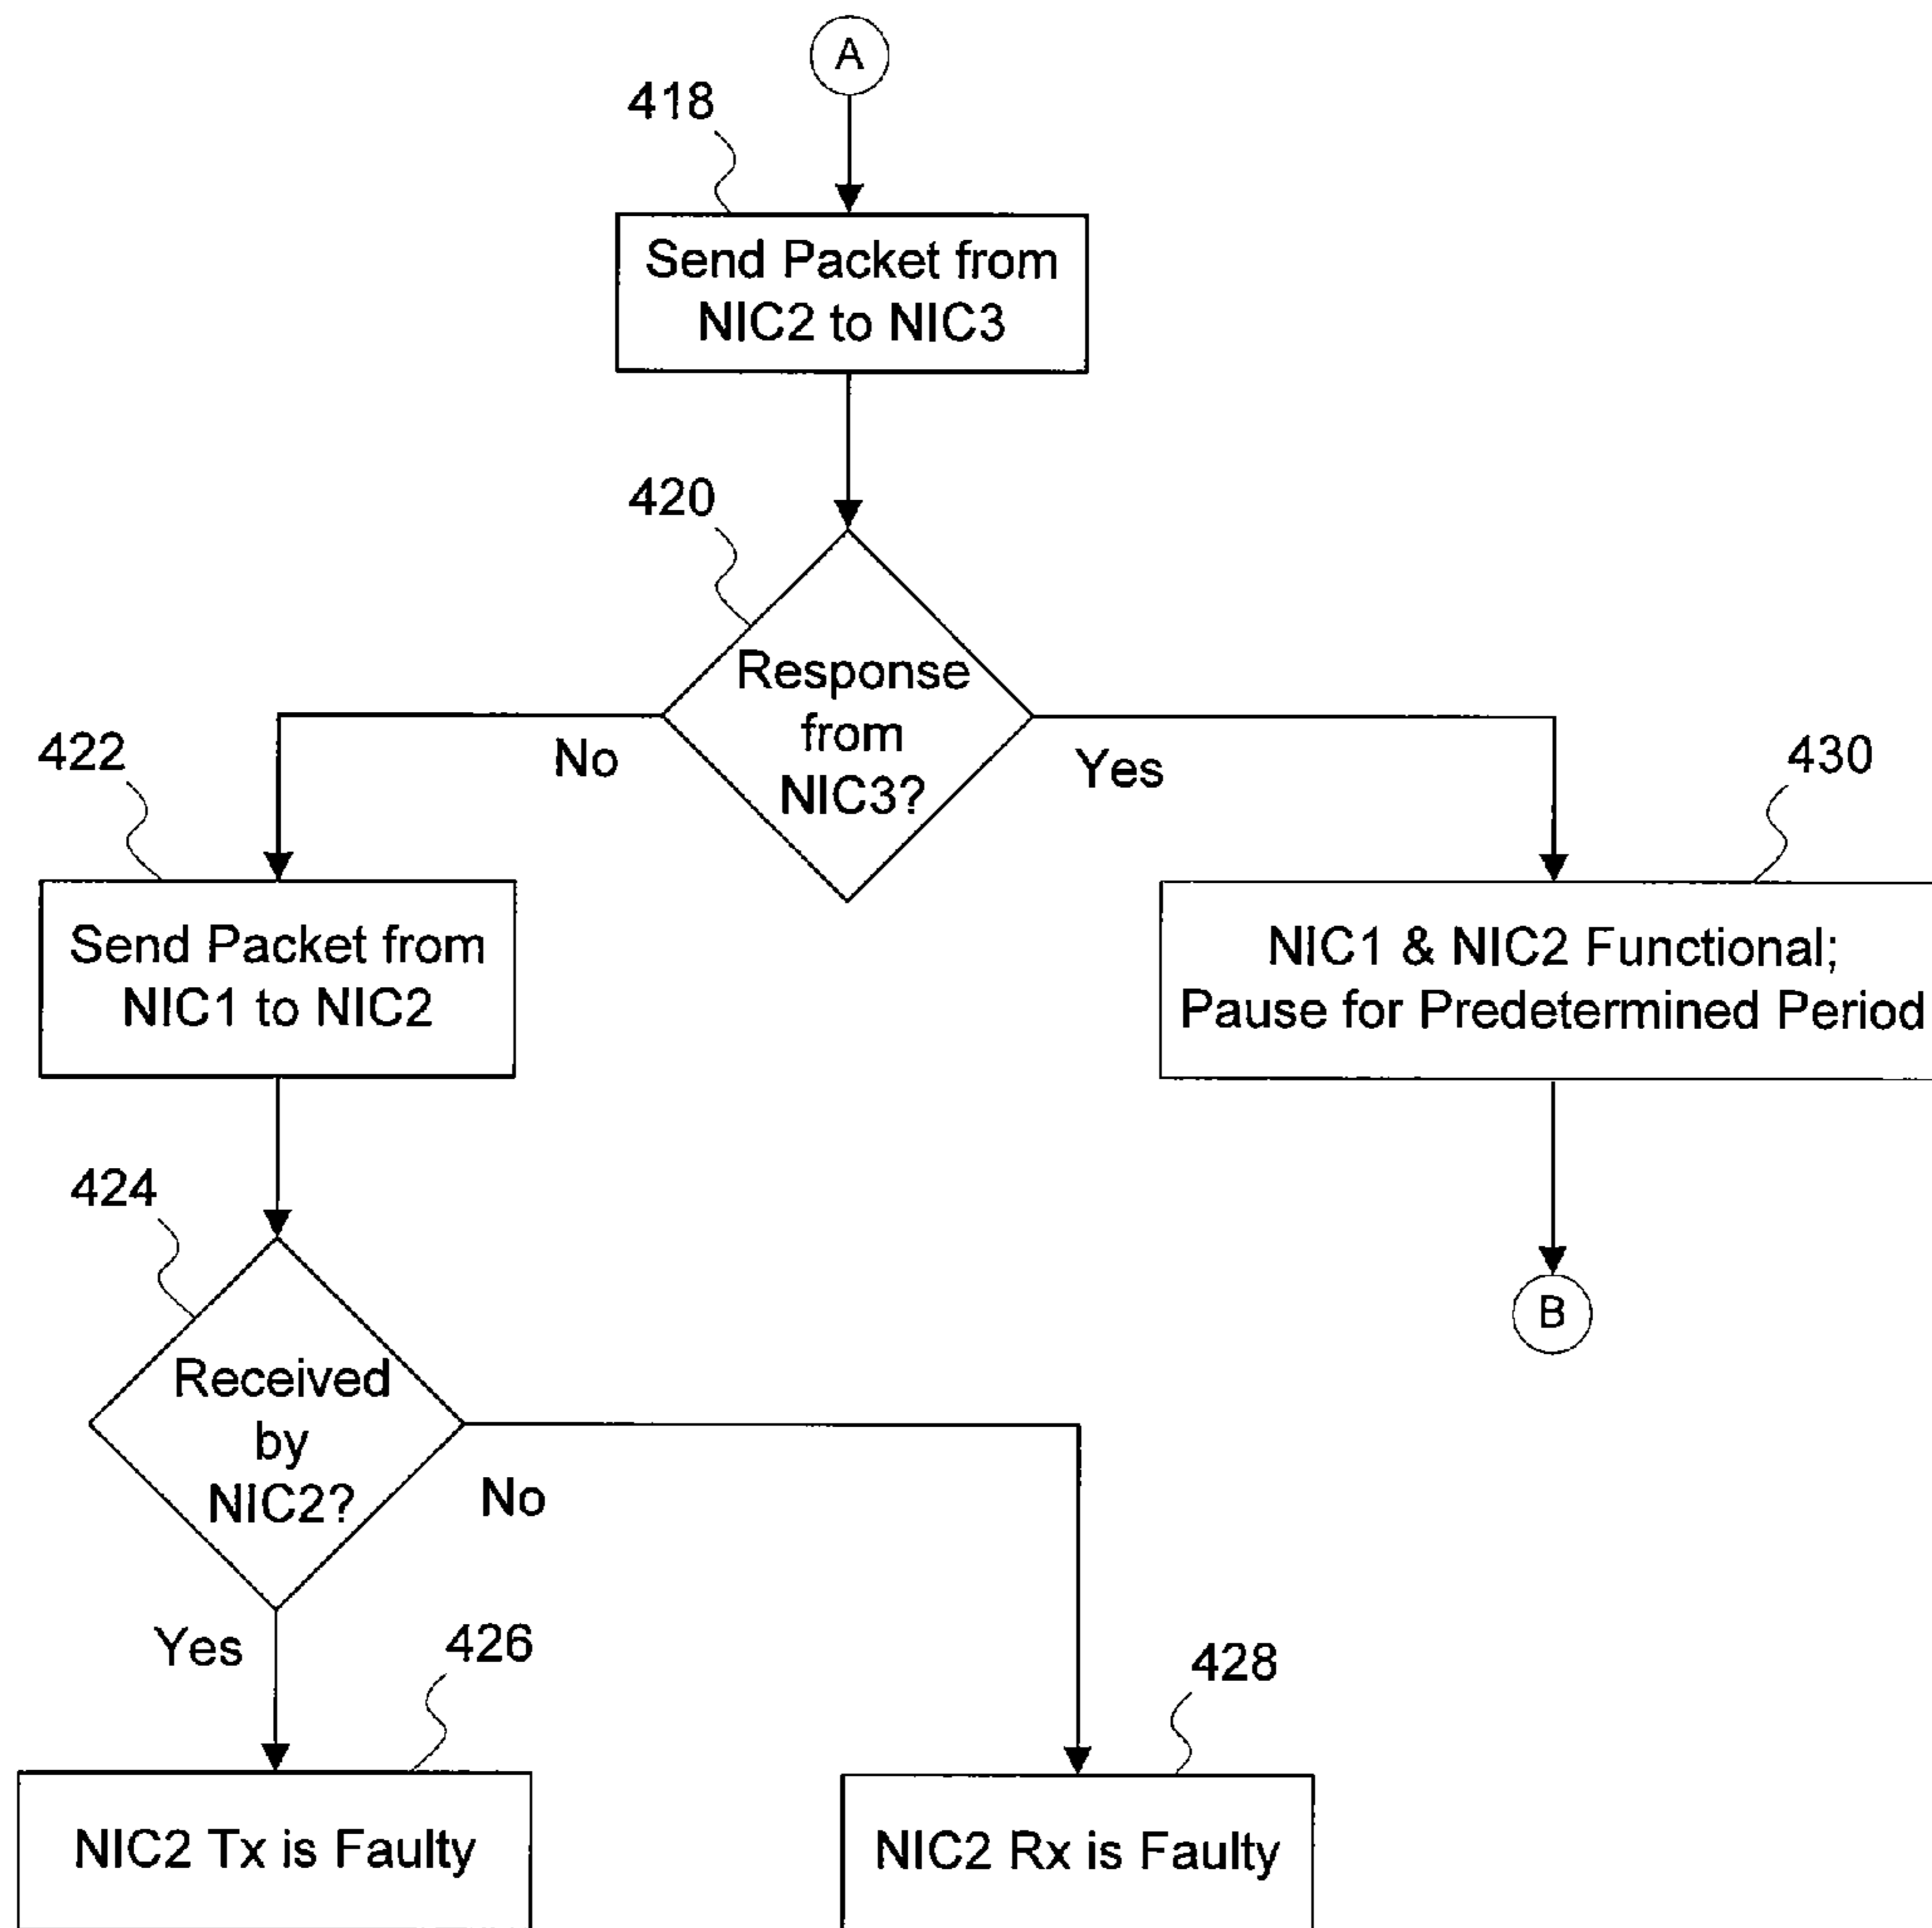 A
418
Send Packet from
NIC2 to NIC3
420
Response
from
NIC3?
No
Yes
422
430
Send Packet from
NIC1 to NIC2
NIC1 & NIC2 Functional;
Pause for Predetermined Period
424
B
Received
by
NIC2?
No
Yes
426
428
NIC2 Tx is Faulty
NIC2 Rx is Faulty